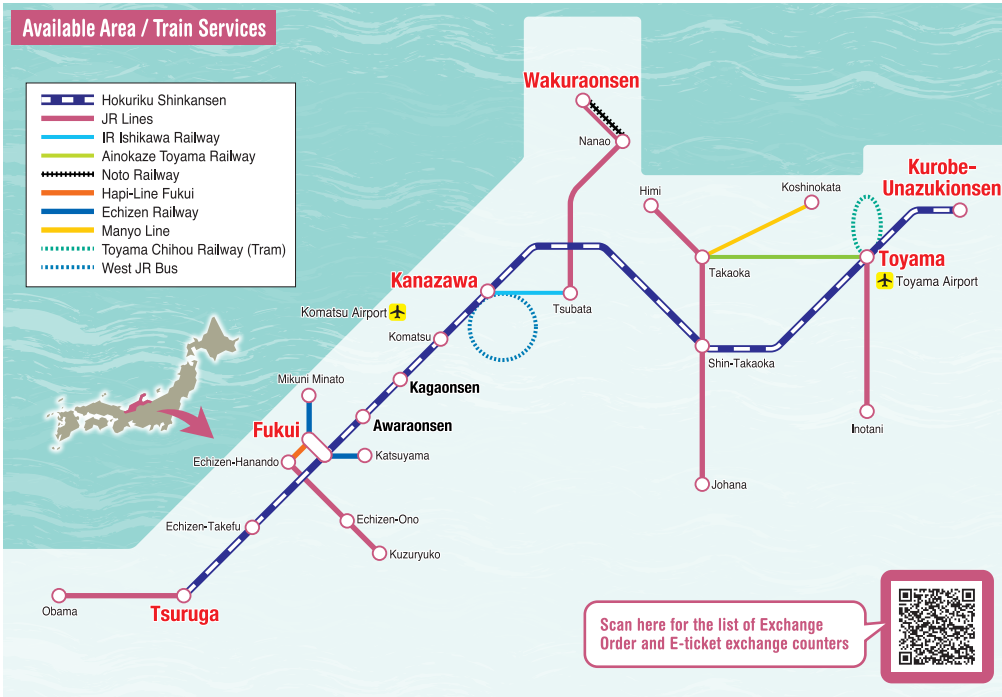 Available Area / Train Services
Hokuriku Shinkansen
JR Lines
IR Ishikawa Railway
Ainokaze Toyama Railway
Noto Railway
Hapi-Line Fukui
Echizen Railway
Manyo Line
Toyama Chihou Railway (Tram)
West JR Bus
Wakuraonsen
Nanao
Himi
Koshinokata
Kurobe-
Unazukionsen
Kanazawa
Takaoka
Toyama
Toyama Airport
Komatsu Airport
Tsubata
Komatsu
Shin-Takaoka
Mikuni Minato
Kagaonsen
Awaraonsen
Inotani
Fukui
Katsuyama
Echizen-Hanando
Johana
Echizen-Takefu
Echizen-Ono
Kuzuryuko
Obama
Tsuruga
Scan here for the list of Exchange
Order and E-ticket exchange counters